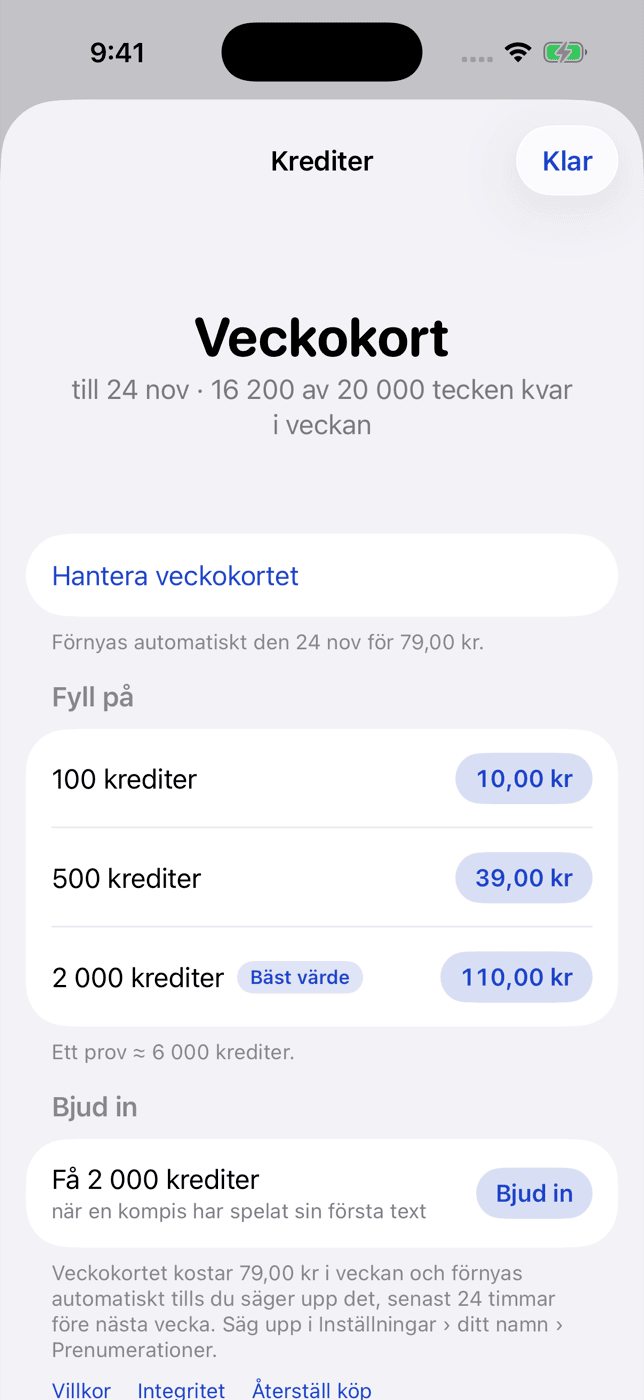 9:41
Krediter
Klar
Veckokort
till 24 nov · 16 200 av 20 000 tecken kvar
i veckan
Hantera veckokortet
Förnyas automatiskt den 24 nov för 79,00 kr.
Fyll på
100 krediter
10,00 kr
500 krediter
39,00 kr
2 000 krediter
Bäst värde
110,00 kr
Ett prov ≈ 6 000 krediter.
Bjud in
Få 2 000 krediter
när en kompis har spelat sin första text
Bjud in
Veckokortet kostar 79,00 kr i veckan och förnyas
automatiskt tills du säger upp det, senast 24 timmar
före nästa vecka. Säg upp i Inställningar › ditt namn ›
Prenumerationer.
Villkor
Integritet
Återställ köp